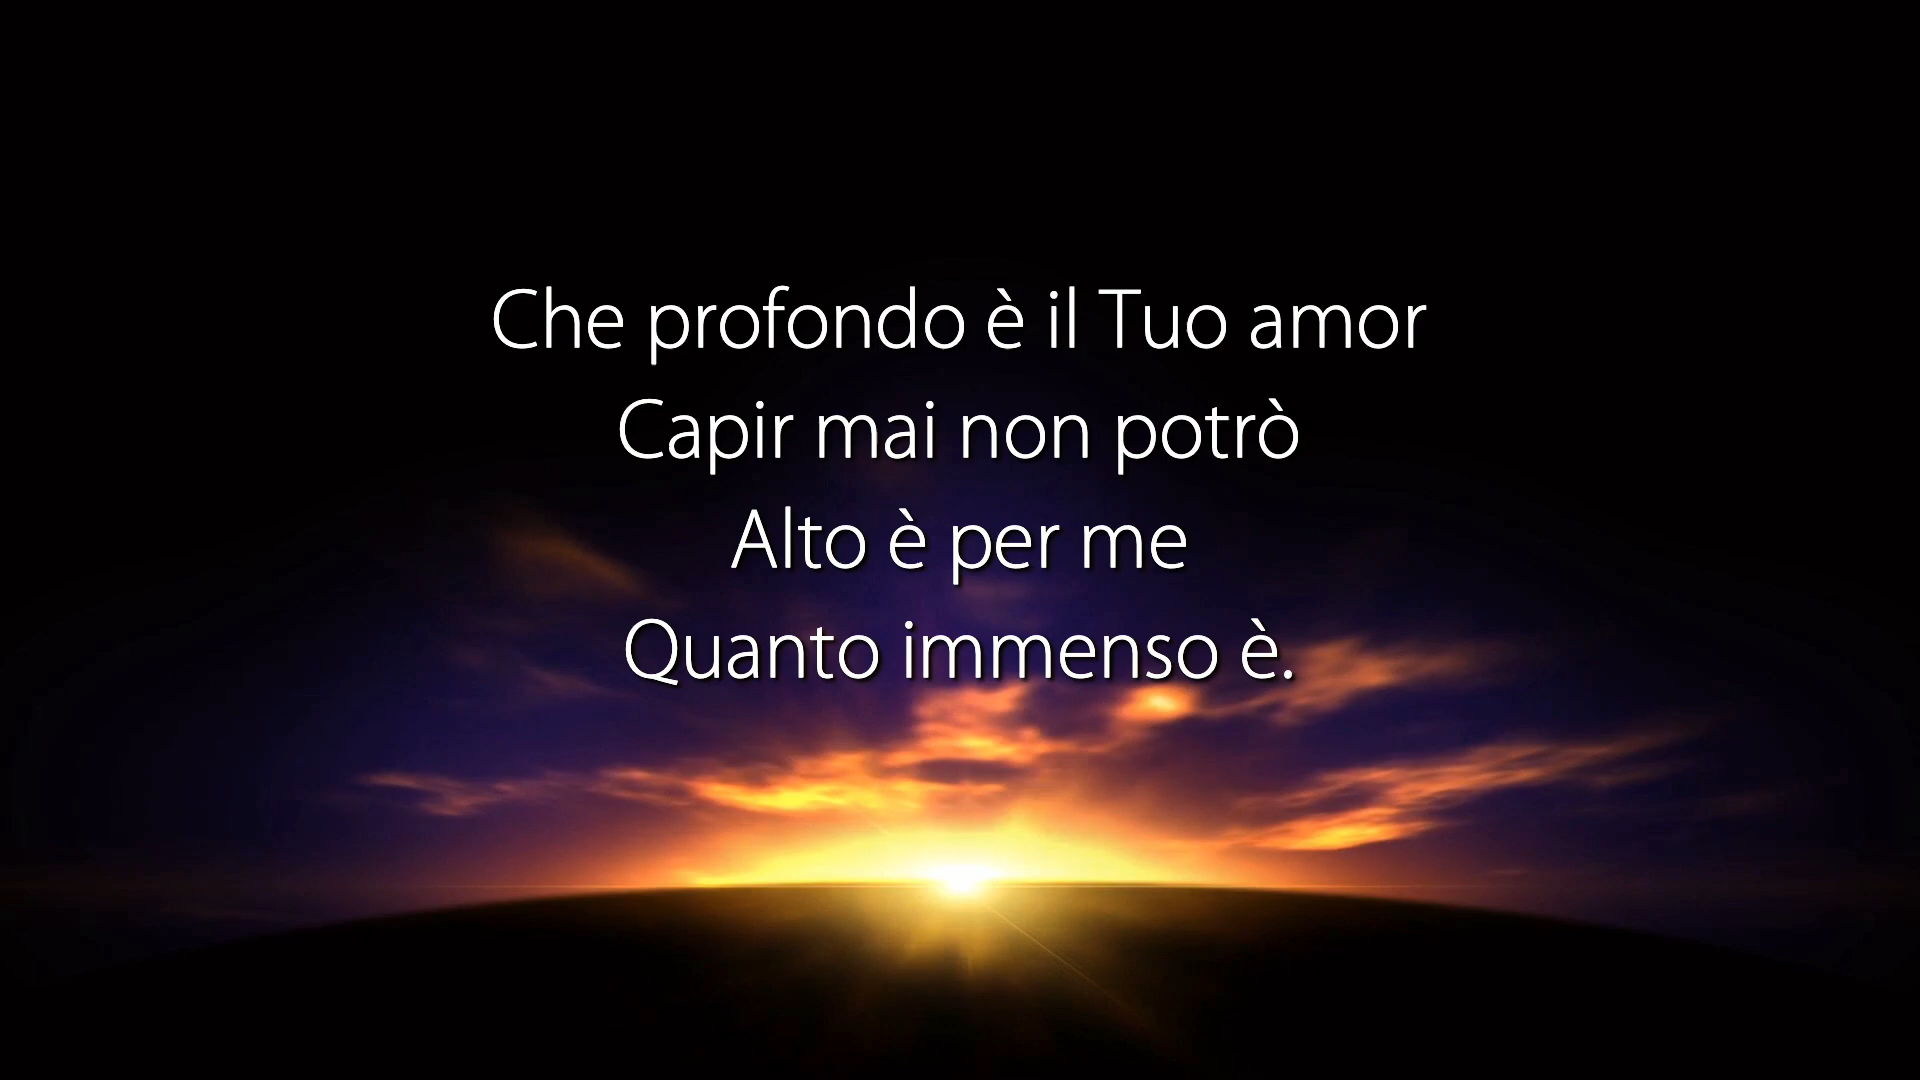 Che profondo è il Tuo amor
Capir mai non potrò
Alto è per me
Quanto immenso è.